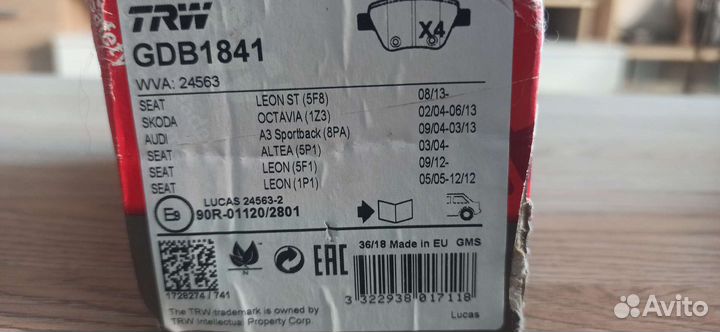 TRW
X4
GDB1841
WVA: 24563
SEAT LEON ST (5F8) 08/13-
SKODA OCTAVIA (1Z3) 02/04-06/13
AUDI A3 Sportback (8PA) 09/04-03/13
SEAT ALTEA (5P1) 03/04-
SEAT LEON (5F1) 09/12-
SEAT LEON (1P1) 05/05-12/12
LUCAS 24563-2
E9 90R-01120/2801
N
EAC
36/18 Made in EU GMS
1728274 / 741
3 322938 017118
The TRW trademark is owned by
TRW Intellectual Property Corp.
Lucas
Avito